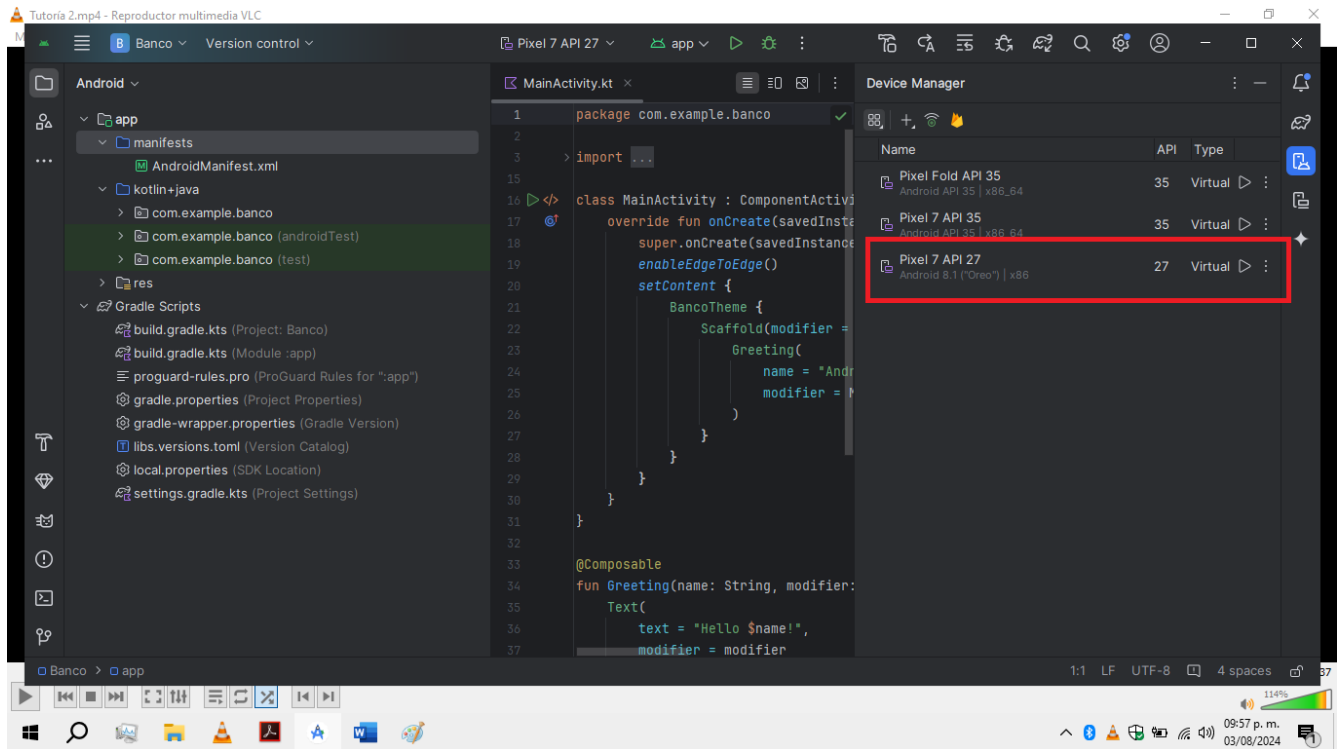 Tutoría 2.mp4 - Reproductor multimedia VLC
M
B Banco Version control Pixel 7 API 27 app
Android
app
manifests
AndroidManifest.xml
kotlin+java
com.example.banco
com.example.banco (androidTest)
com.example.banco (test)
res
Gradle Scripts
build.gradle.kts (Project: Banco)
build.gradle.kts (Module :app)
proguard-rules.pro (ProGuard Rules for ":app")
gradle.properties (Project Properties)
gradle-wrapper.properties (Gradle Version)
libs.versions.toml (Version Catalog)
local.properties (SDK Location)
settings.gradle.kts (Project Settings)
MainActivity.kt
1 package com.example.banco
2
3 import ...
15
16 class MainActivity : ComponentActivi
17 override fun onCreate(savedInsta
18 super.onCreate(savedInstance
19 enableEdgeToEdge()
20 setContent {
21 BancoTheme {
22 Scaffold(modifier =
23 Greeting(
24 name = "Andr
25 modifier = M
26 )
27 }
28 }
29 }
30 }
31 }
32
33 @Composable
34 fun Greeting(name: String, modifier:
35 Text(
36 text = "Hello $name!",
37 modifier = modifier
Device Manager
Name API Type
Pixel Fold API 35 35 Virtual
Android API 35 | x86_64
Pixel 7 API 35 35 Virtual
Android API 35 | x86_64
Pixel 7 API 27 27 Virtual
Android 8.1 ("Oreo") | x86
Banco > app 1:1 LF UTF-8 4 spaces
37
114%
09:57 p. m.
03/08/2024
1